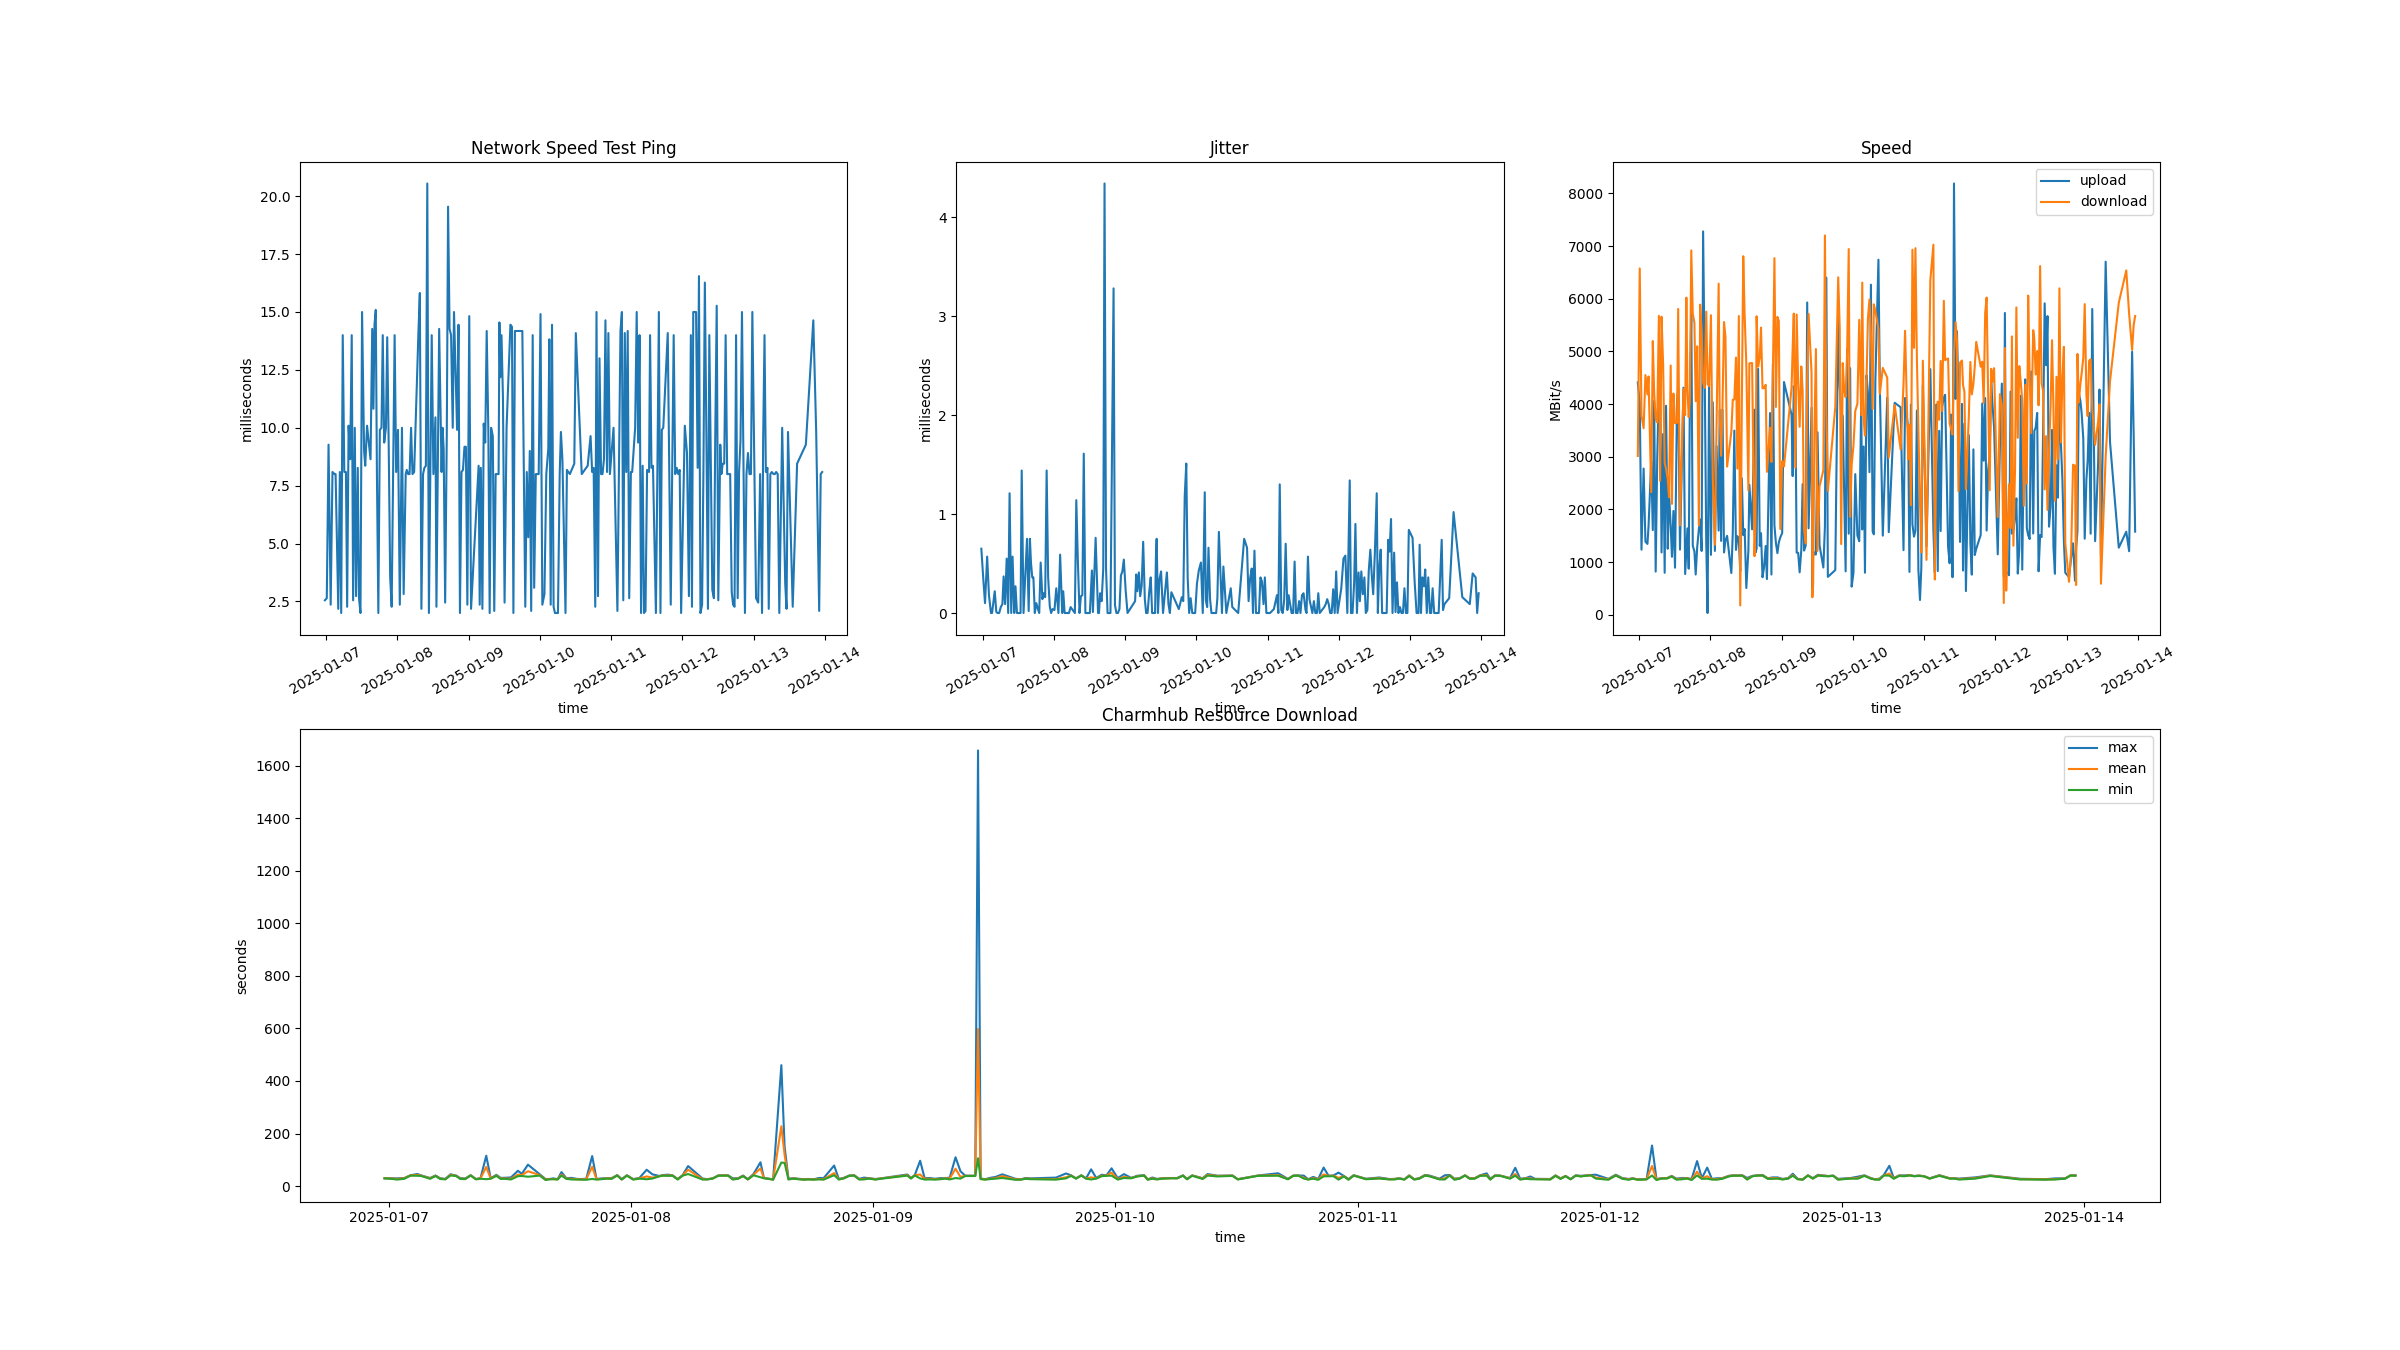 Network Speed Test Ping
milliseconds
20.0
17.5
15.0
12.5
10.0
7.5
5.0
2.5
2025-01-07 2025-01-08 2025-01-09 2025-01-10 2025-01-11 2025-01-12 2025-01-13 2025-01-14
time
Jitter
milliseconds
4
3
2
1
0
2025-01-07 2025-01-08 2025-01-09 2025-01-10 2025-01-11 2025-01-12 2025-01-13 2025-01-14
time
Speed
upload
download
MBit/s
8000
7000
6000
5000
4000
3000
2000
1000
0
2025-01-07 2025-01-08 2025-01-09 2025-01-10 2025-01-11 2025-01-12 2025-01-13 2025-01-14
time
Charmhub Resource Download
max
mean
min
seconds
1600
1400
1200
1000
800
600
400
200
0
2025-01-07 2025-01-08 2025-01-09 2025-01-10 2025-01-11 2025-01-12 2025-01-13 2025-01-14
time